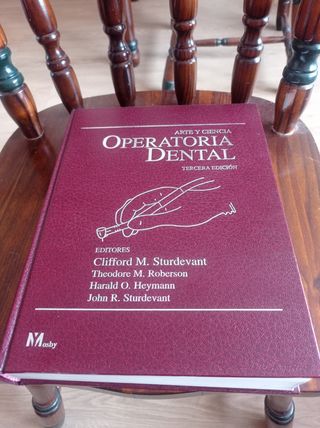 ARTE Y CIENCIA
OPERATORIA
DENTAL
TERCERA EDICIÓN
EDITORES
Clifford M. Sturdevant
Theodore M. Roberson
Harald O. Heymann
John R. Sturdevant
Mosby